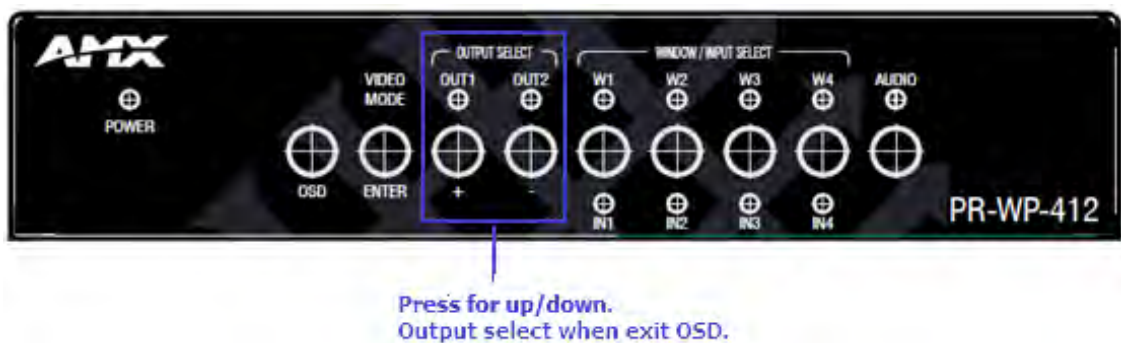 AMX
OUTPUT SELECT
WINDOW / INPUT SELECT
VIDEO MODE
OUT1 OUT2 W1 W2 W3 W4 AUDIO
POWER
OSD ENTER + -
IN1 IN2 IN3 IN4
PR-WP-412
Press for up/down.
Output select when exit OSD.